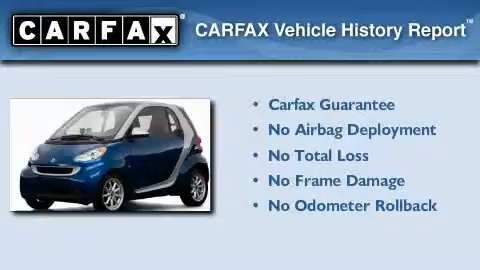 CARFAX® CARFAX Vehicle History Report™
• Carfax Guarantee
• No Airbag Deployment
• No Total Loss
• No Frame Damage
• No Odometer Rollback